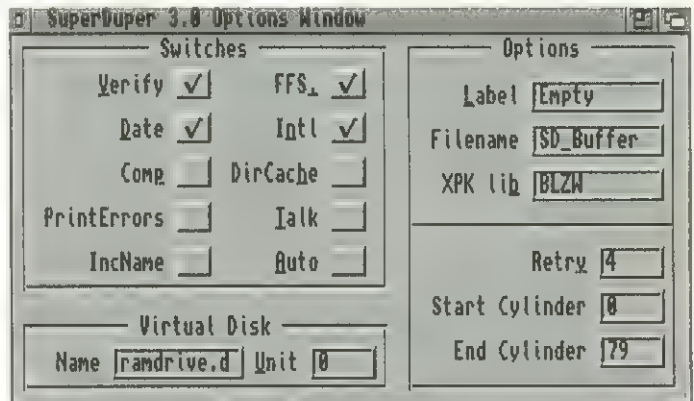 SuperDuper 3.0 Options Window
Switches
Verify FFS.
Date Intl
Comp DirCache
PrintErrors Talk
IncName Auto
Virtual Disk
Name ramdrive.d Unit 0
Options
Label Empty
Filename SD_Buffer
XPK lib BLZW
Retry 4
Start Cylinder 0
End Cylinder 79